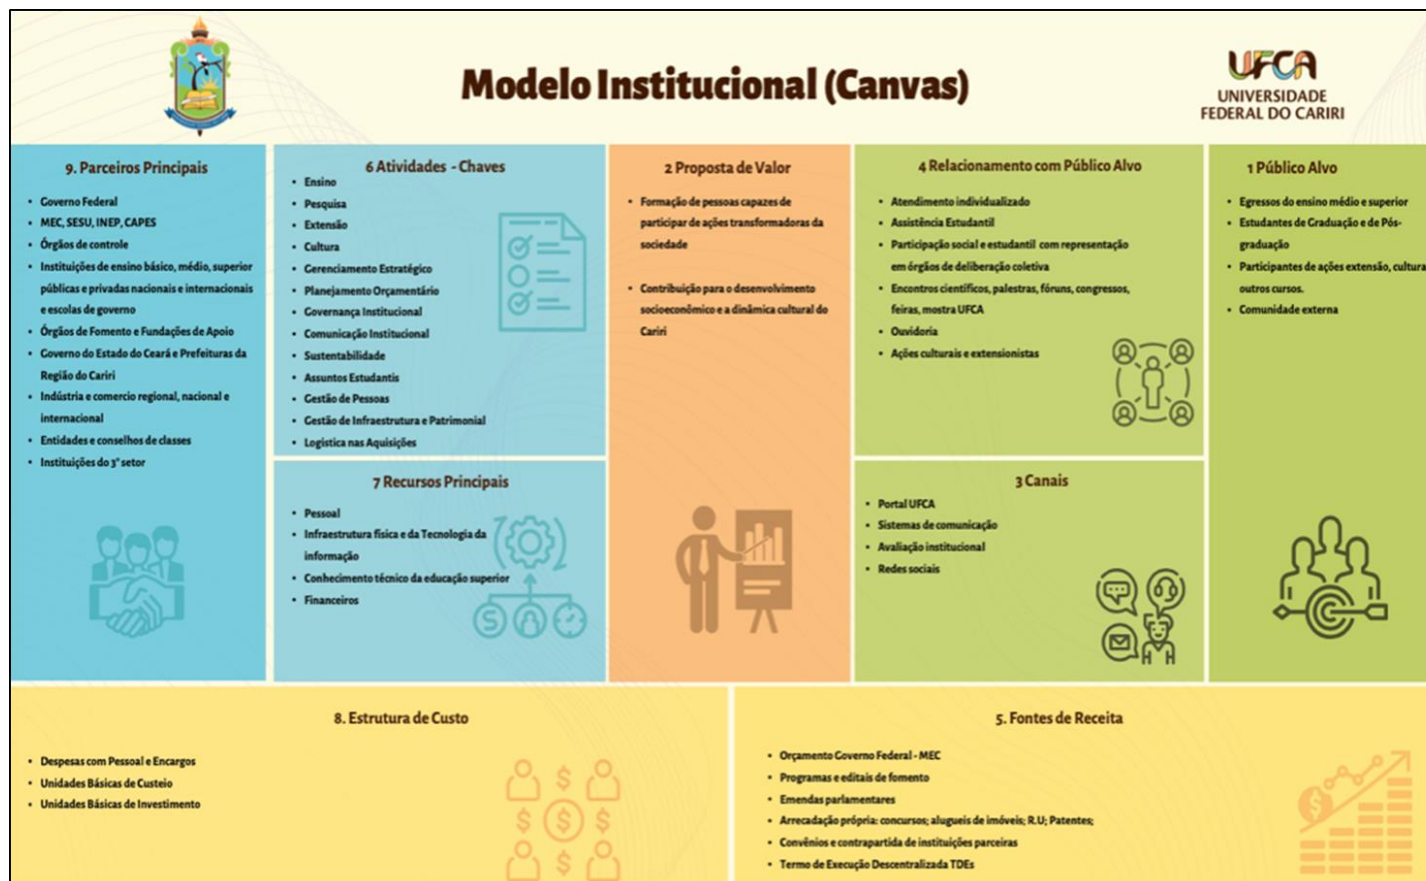 Modelo Institucional (Canvas)
UFCA
UNIVERSIDADE
FEDERAL DO CARIRI
9. Parceiros Principais
• Governo Federal
• MEC, SESU, INEP, CAPES
• Órgãos de controle
• Instituições de ensino básico, médio, superior
públicas e privadas nacionais e internacionais
e escolas de governo
• Órgãos de Fomento e Fundações de Apoio
• Governo do Estado do Ceará e Prefeituras da
Região do Cariri
• Indústria e comercio regional, nacional e
internacional
• Entidades e conselhos de classes
• Instituições do 3° setor
6 Atividades - Chaves
• Ensino
• Pesquisa
• Extensão
• Cultura
• Gerenciamento Estratégico
• Planejamento Orçamentário
• Governança Institucional
• Comunicação Institucional
• Sustentabilidade
• Assuntos Estudantis
• Gestão de Pessoas
• Gestão de Infraestrutura e Patrimonial
• Logística nas Aquisições
7 Recursos Principais
• Pessoal
• Infraestrutura física e da Tecnologia da
informação
• Conhecimento técnico da educação superior
• Financeiros
2 Proposta de Valor
• Formação de pessoas capazes de
participar de ações transformadoras da
sociedade
• Contribuição para o desenvolvimento
socioeconômico e a dinâmica cultural do
Cariri
4 Relacionamento com Público Alvo
• Atendimento individualizado
• Assistência Estudantil
• Participação social e estudantil com representação
em órgãos de deliberação coletiva
• Encontros científicos, palestras, fóruns, congressos,
feiras, mostra UFCA
• Ouvidoria
• Ações culturais e extensionistas
3 Canais
• Portal UFCA
• Sistemas de comunicação
• Avaliação institucional
• Redes sociais
1 Público Alvo
• Egressos do ensino médio e superior
• Estudantes de Graduação e de Pós-
graduação
• Participantes de ações extensão, cultura
outros cursos.
• Comunidade externa
8. Estrutura de Custo
• Despesas com Pessoal e Encargos
• Unidades Básicas de Custeio
• Unidades Básicas de Investimento
5. Fontes de Receita
• Orçamento Governo Federal - MEC
• Programas e editais de fomento
• Emendas parlamentares
• Arrecadação própria: concursos; alugueis de imóveis; R.U; Patentes;
• Convênios e contrapartida de instituições parceiras
• Termo de Execução Descentralizada TDEs